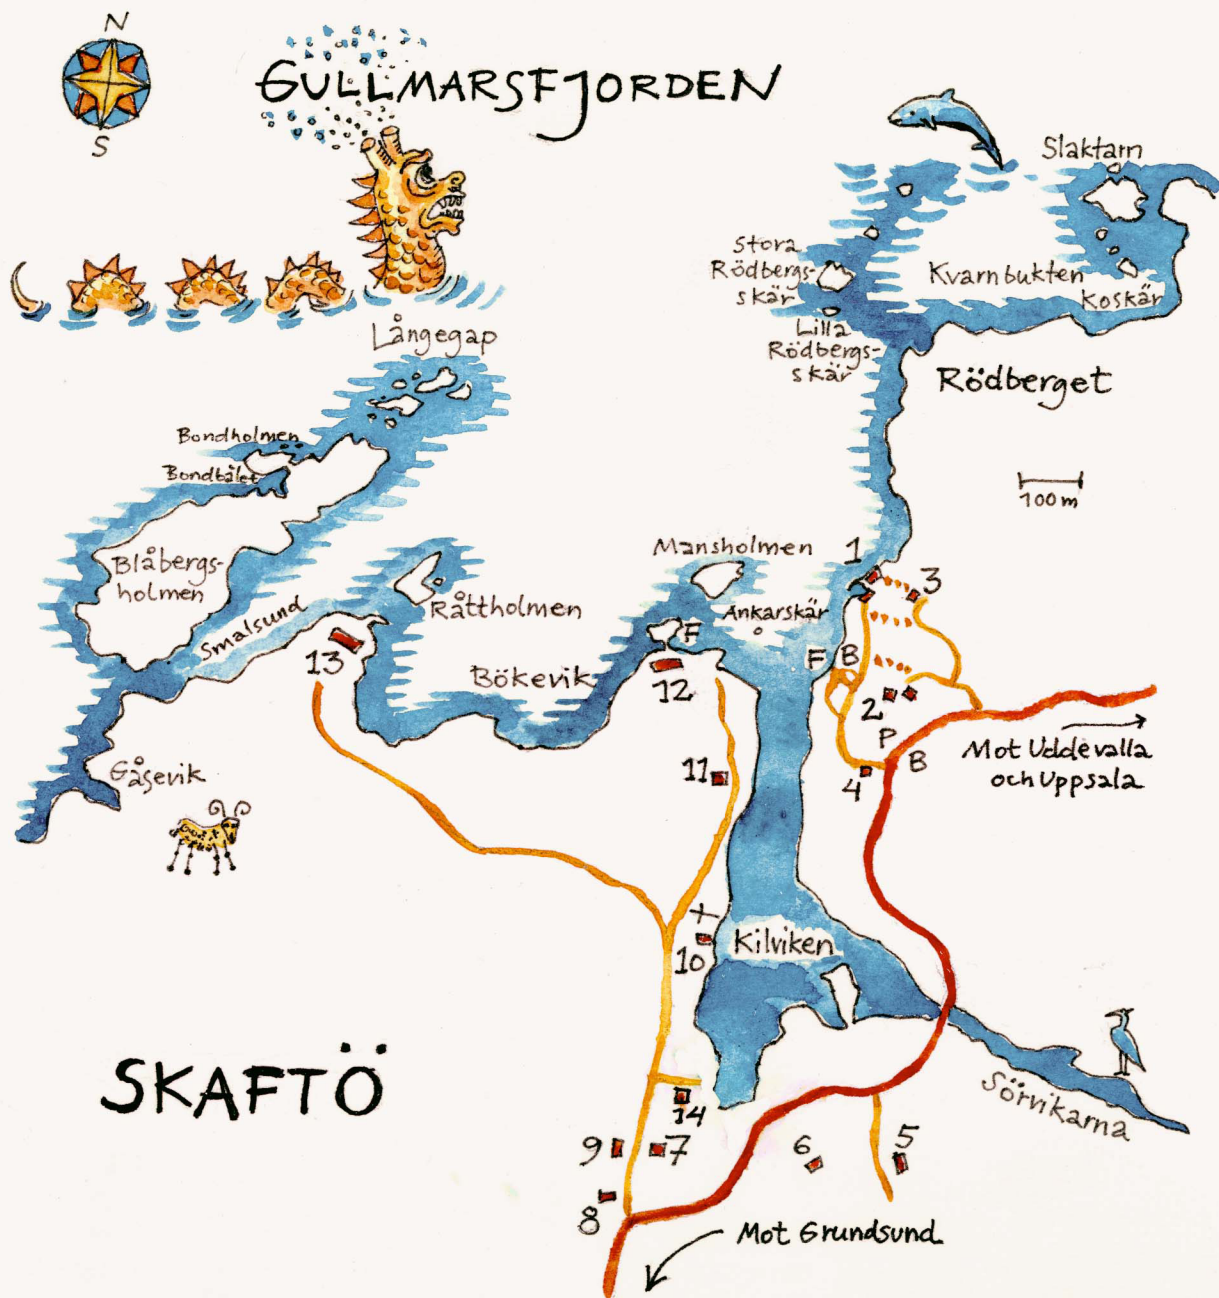 N
S
GULLMARSFJORDEN
Slaktarn
Stora
Rödbergs-
skär
Kvarnbukten
Koskär
Lilla
Rödbergs-
skär
Långegap
Rödberget
Bondholmen
Bondbålet
100 m
Blåbergs-
holmen
Smalsund
Råttholmen
Mansholmen
Ankarskär
1
3
F
F
B
13
Bökevik
12
2
P
B
Mot Uddevalla
och Uppsala
Gåsevik
11
4
10
Kilviken
SKAFTÖ
Sörvikarna
14
9
7
6
5
8
Mot Grundsund